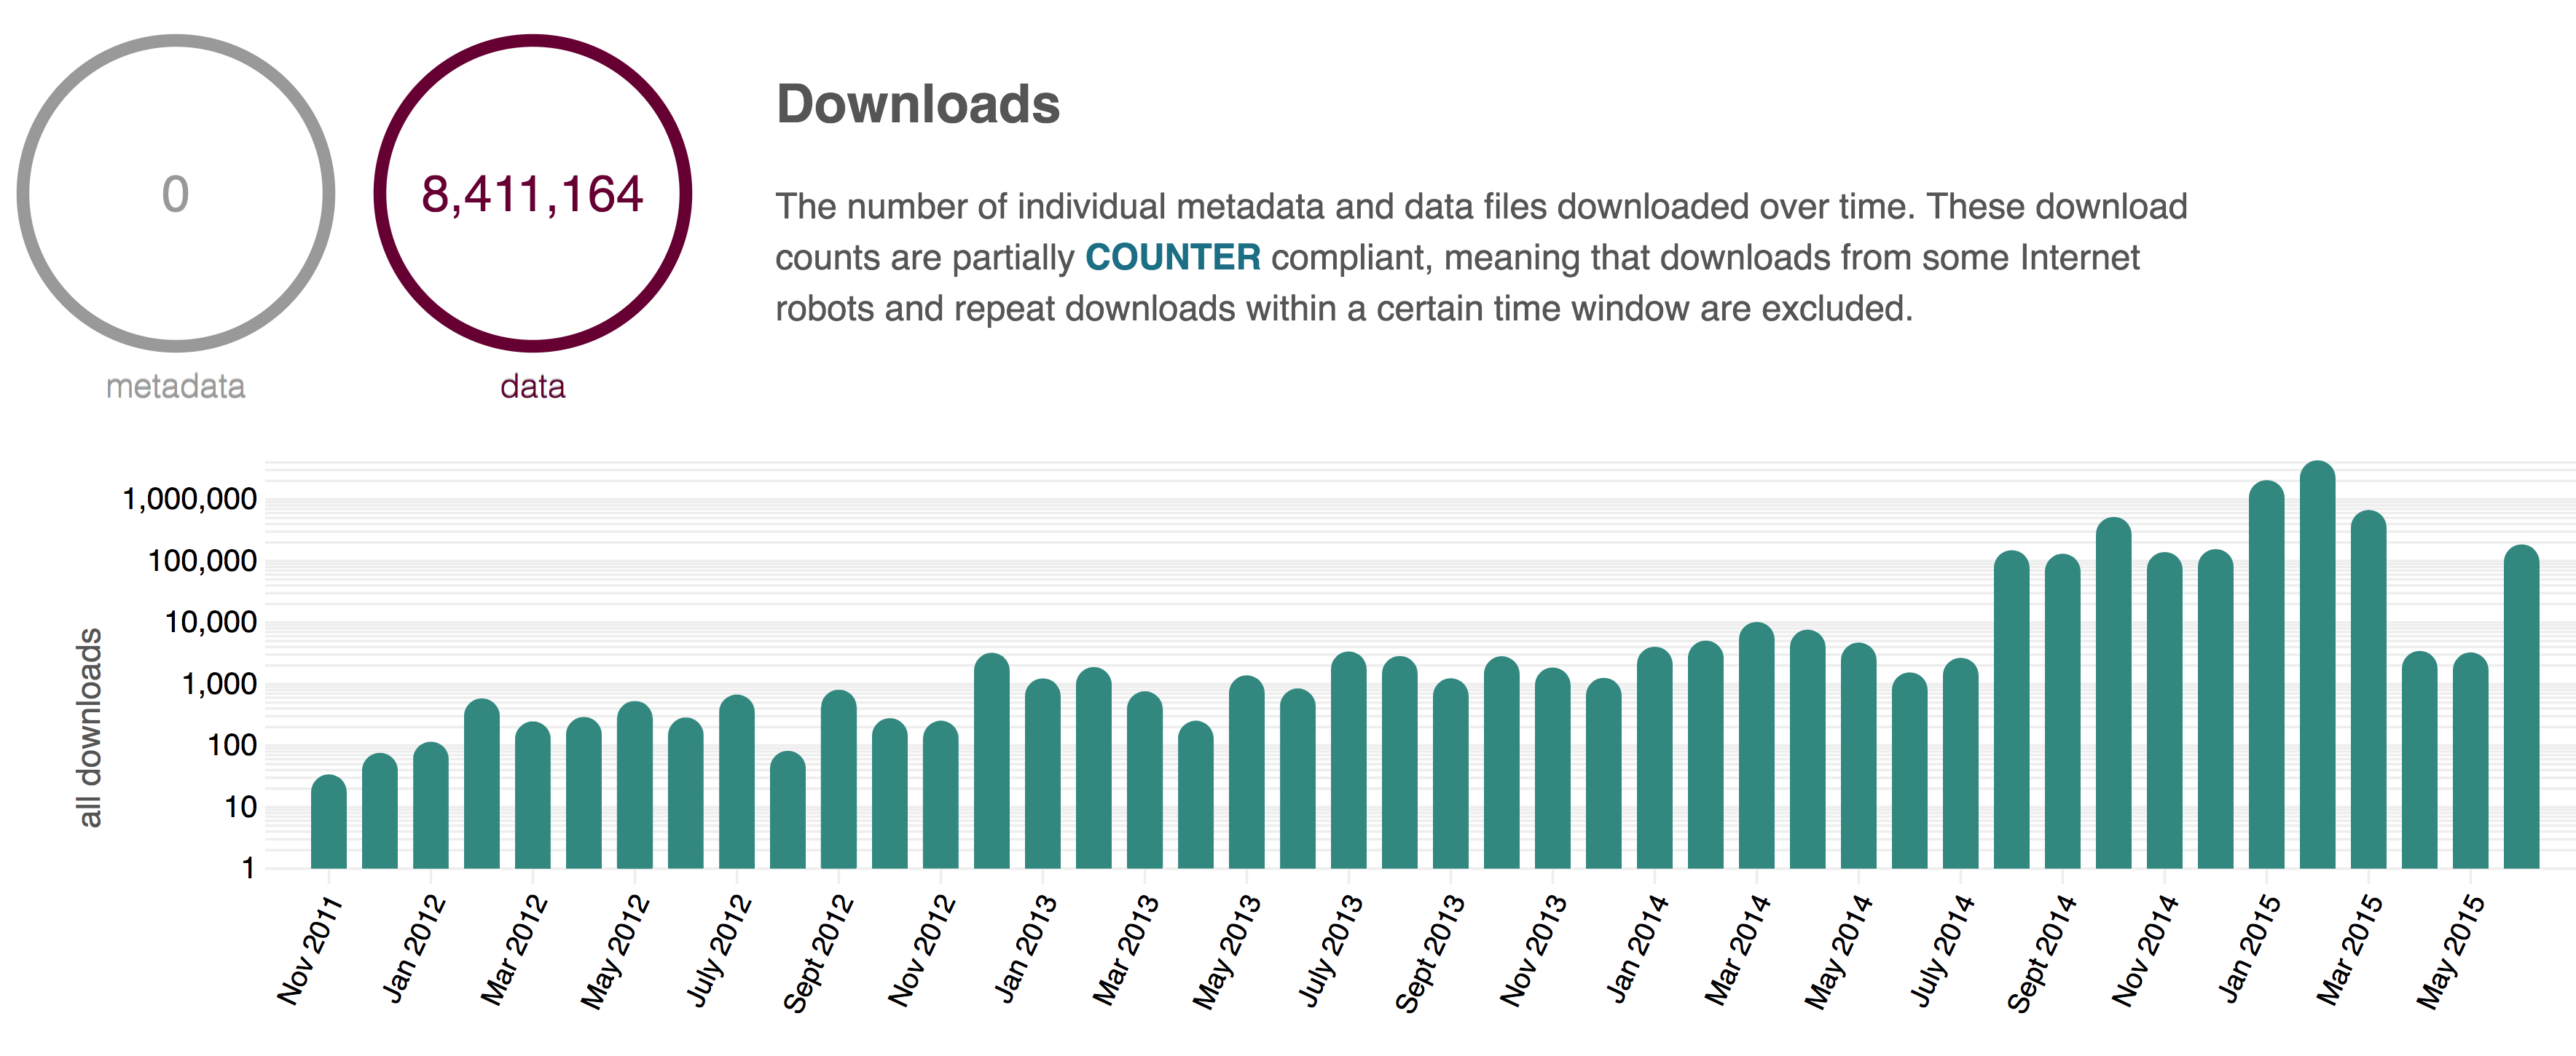 0
8,411,164
metadata
data
Downloads
The number of individual metadata and data files downloaded over time. These download
counts are partially COUNTER compliant, meaning that downloads from some Internet
robots and repeat downloads within a certain time window are excluded.
all downloads
1,000,000
100,000
10,000
1,000
100
10
1
Nov 2011
Jan 2012
Mar 2012
May 2012
July 2012
Sept 2012
Nov 2012
Jan 2013
Mar 2013
May 2013
July 2013
Sept 2013
Nov 2013
Jan 2014
Mar 2014
May 2014
July 2014
Sept 2014
Nov 2014
Jan 2015
Mar 2015
May 2015